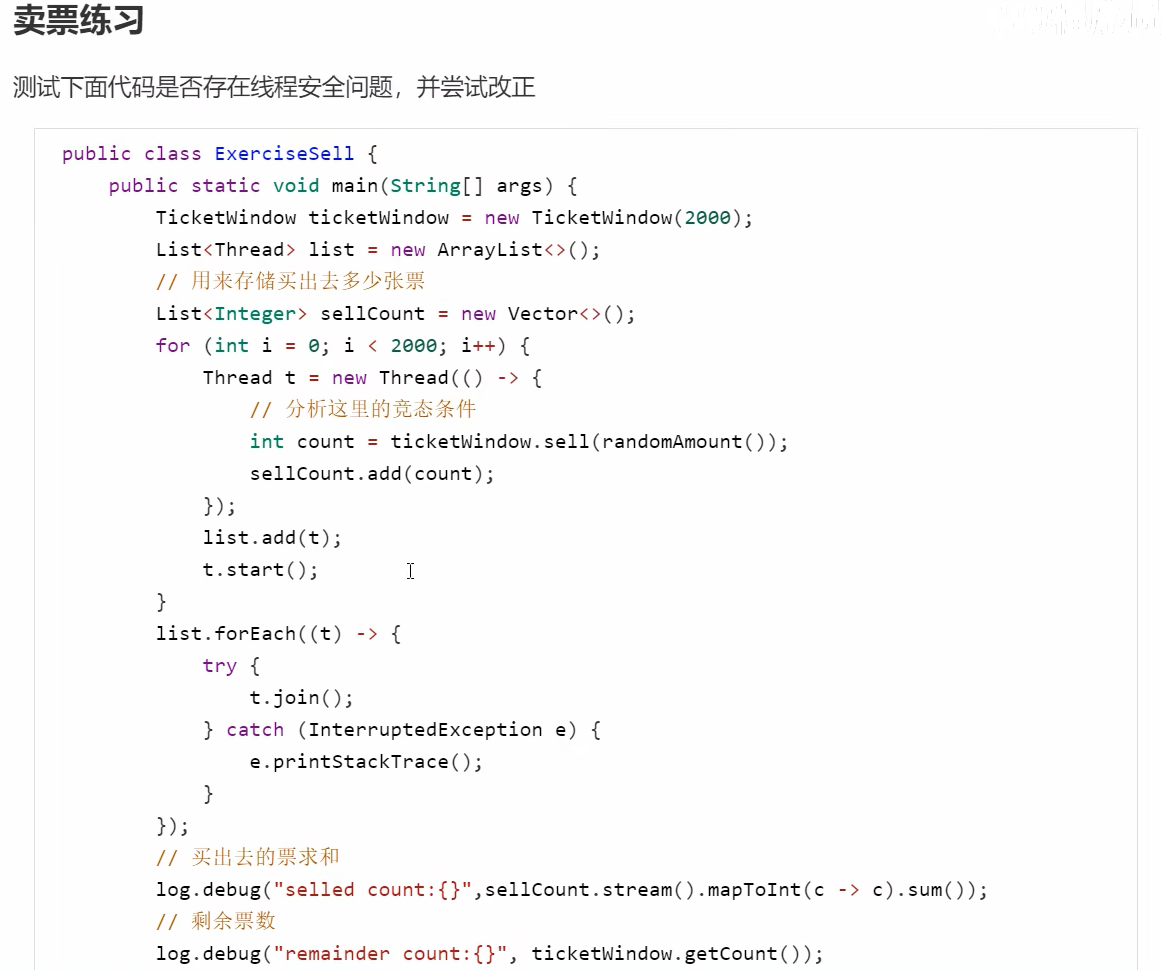 卖票练习
测试下面代码是否存在线程安全问题，并尝试改正
public class ExerciseSell {
    public static void main(String[] args) {
        TicketWindow ticketWindow = new TicketWindow(2000);
        List<Thread> list = new ArrayList<>();
        // 用来存储买出去多少张票
        List<Integer> sellCount = new Vector<>();
        for (int i = 0; i < 2000; i++) {
            Thread t = new Thread(() -> {
                // 分析这里的竞态条件
                int count = ticketWindow.sell(randomAmount());
                sellCount.add(count);
            });
            list.add(t);
            t.start();
        }
        list.forEach((t) -> {
            try {
                t.join();
            } catch (InterruptedException e) {
                e.printStackTrace();
            }
        });
        // 买出去的票求和
        log.debug("selled count:{}",sellCount.stream().mapToInt(c -> c).sum());
        // 剩余票数
        log.debug("remainder count:{}", ticketWindow.getCount());